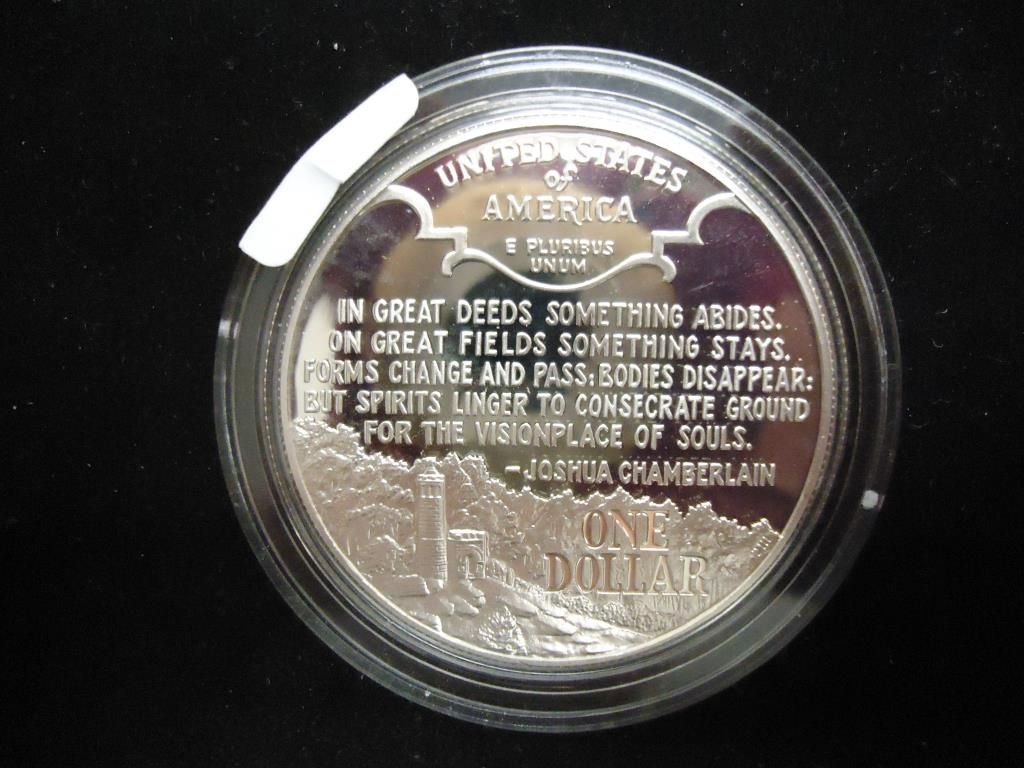 UNITED STATES
of
AMERICA
E PLURIBUS
UNUM
IN GREAT DEEDS SOMETHING ABIDES.
ON GREAT FIELDS SOMETHING STAYS.
FORMS CHANGE AND PASS: BODIES DISAPPEAR:
BUT SPIRITS LINGER TO CONSECRATE GROUND
FOR THE VISIONPLACE OF SOULS.
- JOSHUA CHAMBERLAIN
ONE
DOLLAR